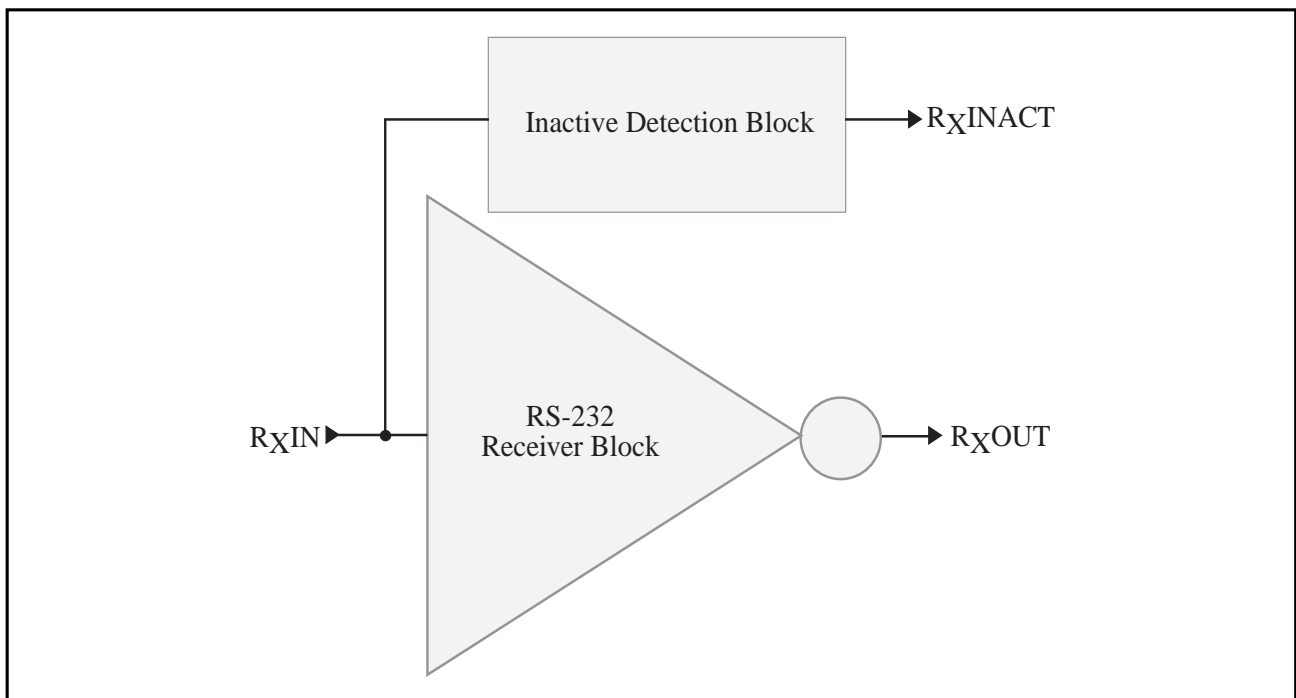 Inactive Detection Block
RXINACT
RS-232
Receiver Block
RXIN
RXOUT